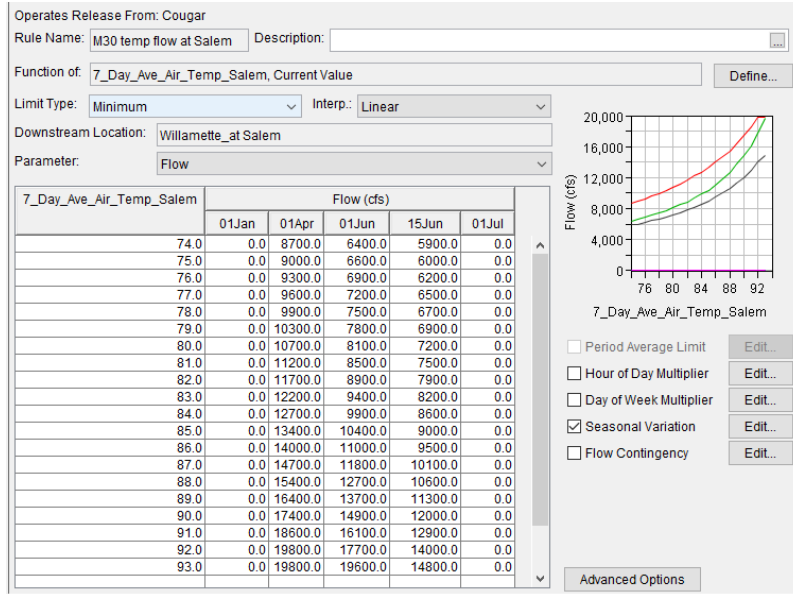 Operates Release From: Cougar
Rule Name: M30 temp flow at Salem Description: ...
Function of: 7_Day_Ave_Air_Temp_Salem, Current Value Define...
Limit Type: Minimum Interp.: Linear
Downstream Location: Willamette_at Salem
Parameter: Flow
7_Day_Ave_Air_Temp_Salem Flow (cfs)
01Jan 01Apr 01Jun 15Jun 01Jul
74.0 0.0 8700.0 6400.0 5900.0 0.0
75.0 0.0 9000.0 6600.0 6000.0 0.0
76.0 0.0 9300.0 6900.0 6200.0 0.0
77.0 0.0 9600.0 7200.0 6500.0 0.0
78.0 0.0 9900.0 7500.0 6700.0 0.0
79.0 0.0 10300.0 7800.0 6900.0 0.0
80.0 0.0 10700.0 8100.0 7200.0 0.0
81.0 0.0 11200.0 8500.0 7500.0 0.0
82.0 0.0 11700.0 8900.0 7900.0 0.0
83.0 0.0 12200.0 9400.0 8200.0 0.0
84.0 0.0 12700.0 9900.0 8600.0 0.0
85.0 0.0 13400.0 10400.0 9000.0 0.0
86.0 0.0 14000.0 11000.0 9500.0 0.0
87.0 0.0 14700.0 11800.0 10100.0 0.0
88.0 0.0 15400.0 12700.0 10600.0 0.0
89.0 0.0 16400.0 13700.0 11300.0 0.0
90.0 0.0 17400.0 14900.0 12000.0 0.0
91.0 0.0 18600.0 16100.0 12900.0 0.0
92.0 0.0 19800.0 17700.0 14000.0 0.0
93.0 0.0 19800.0 19600.0 14800.0 0.0
20,000
16,000
12,000
8,000
4,000
0
Flow (cfs)
76 80 84 88 92
7_Day_Ave_Air_Temp_Salem
Period Average Limit Edit...
Hour of Day Multiplier Edit...
Day of Week Multiplier Edit...
Seasonal Variation Edit...
Flow Contingency Edit...
Advanced Options